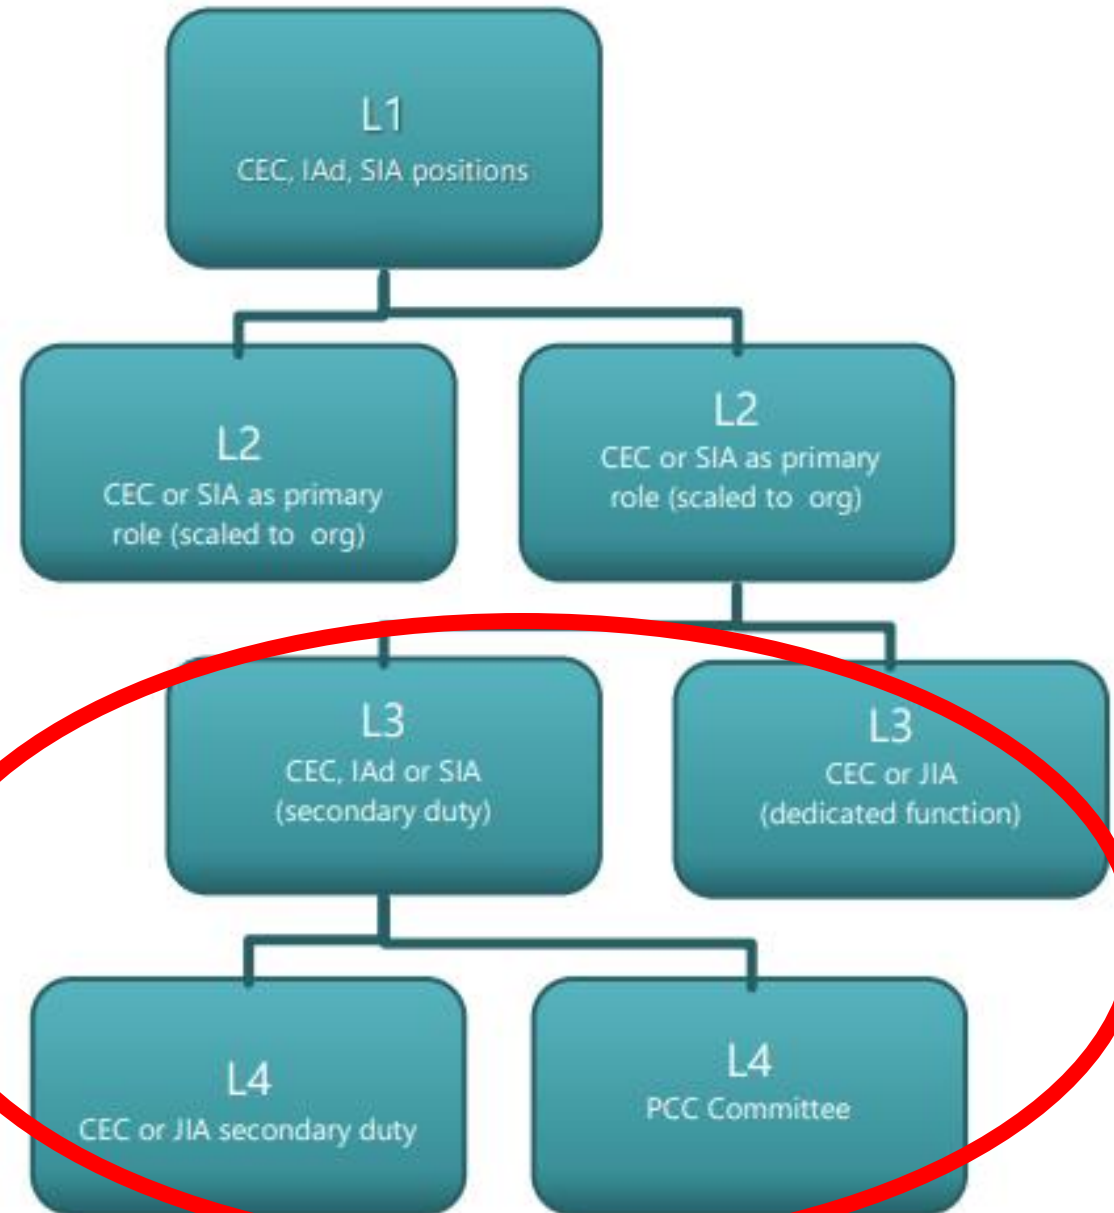 L1
CEC, IAd, SIA positions
L2
CEC or SIA as primary
role (scaled to  org)
L2
CEC or SIA as primary
role (scaled to  org)
L3
CEC, IAd or SIA
(secondary duty)
L3
CEC or JIA
(dedicated function)
L4
CEC or JIA secondary duty
L4
PCC Committee